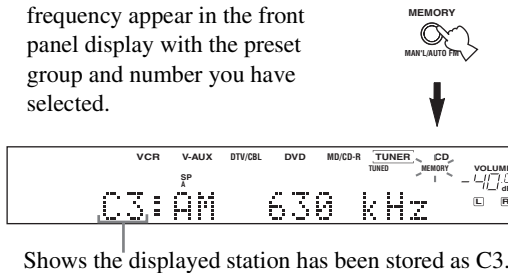 frequency appear in the front
panel display with the preset
group and number you have
selected.
MEMORY
MAN'L/AUTO FM
VCR V-AUX DTV/CBL DVD MD/CD-R TUNER CD
TUNED MEMORY VOLUME
SP
A
-40 dB
L R
C3: AM 630 kHz
Shows the displayed station has been stored as C3.